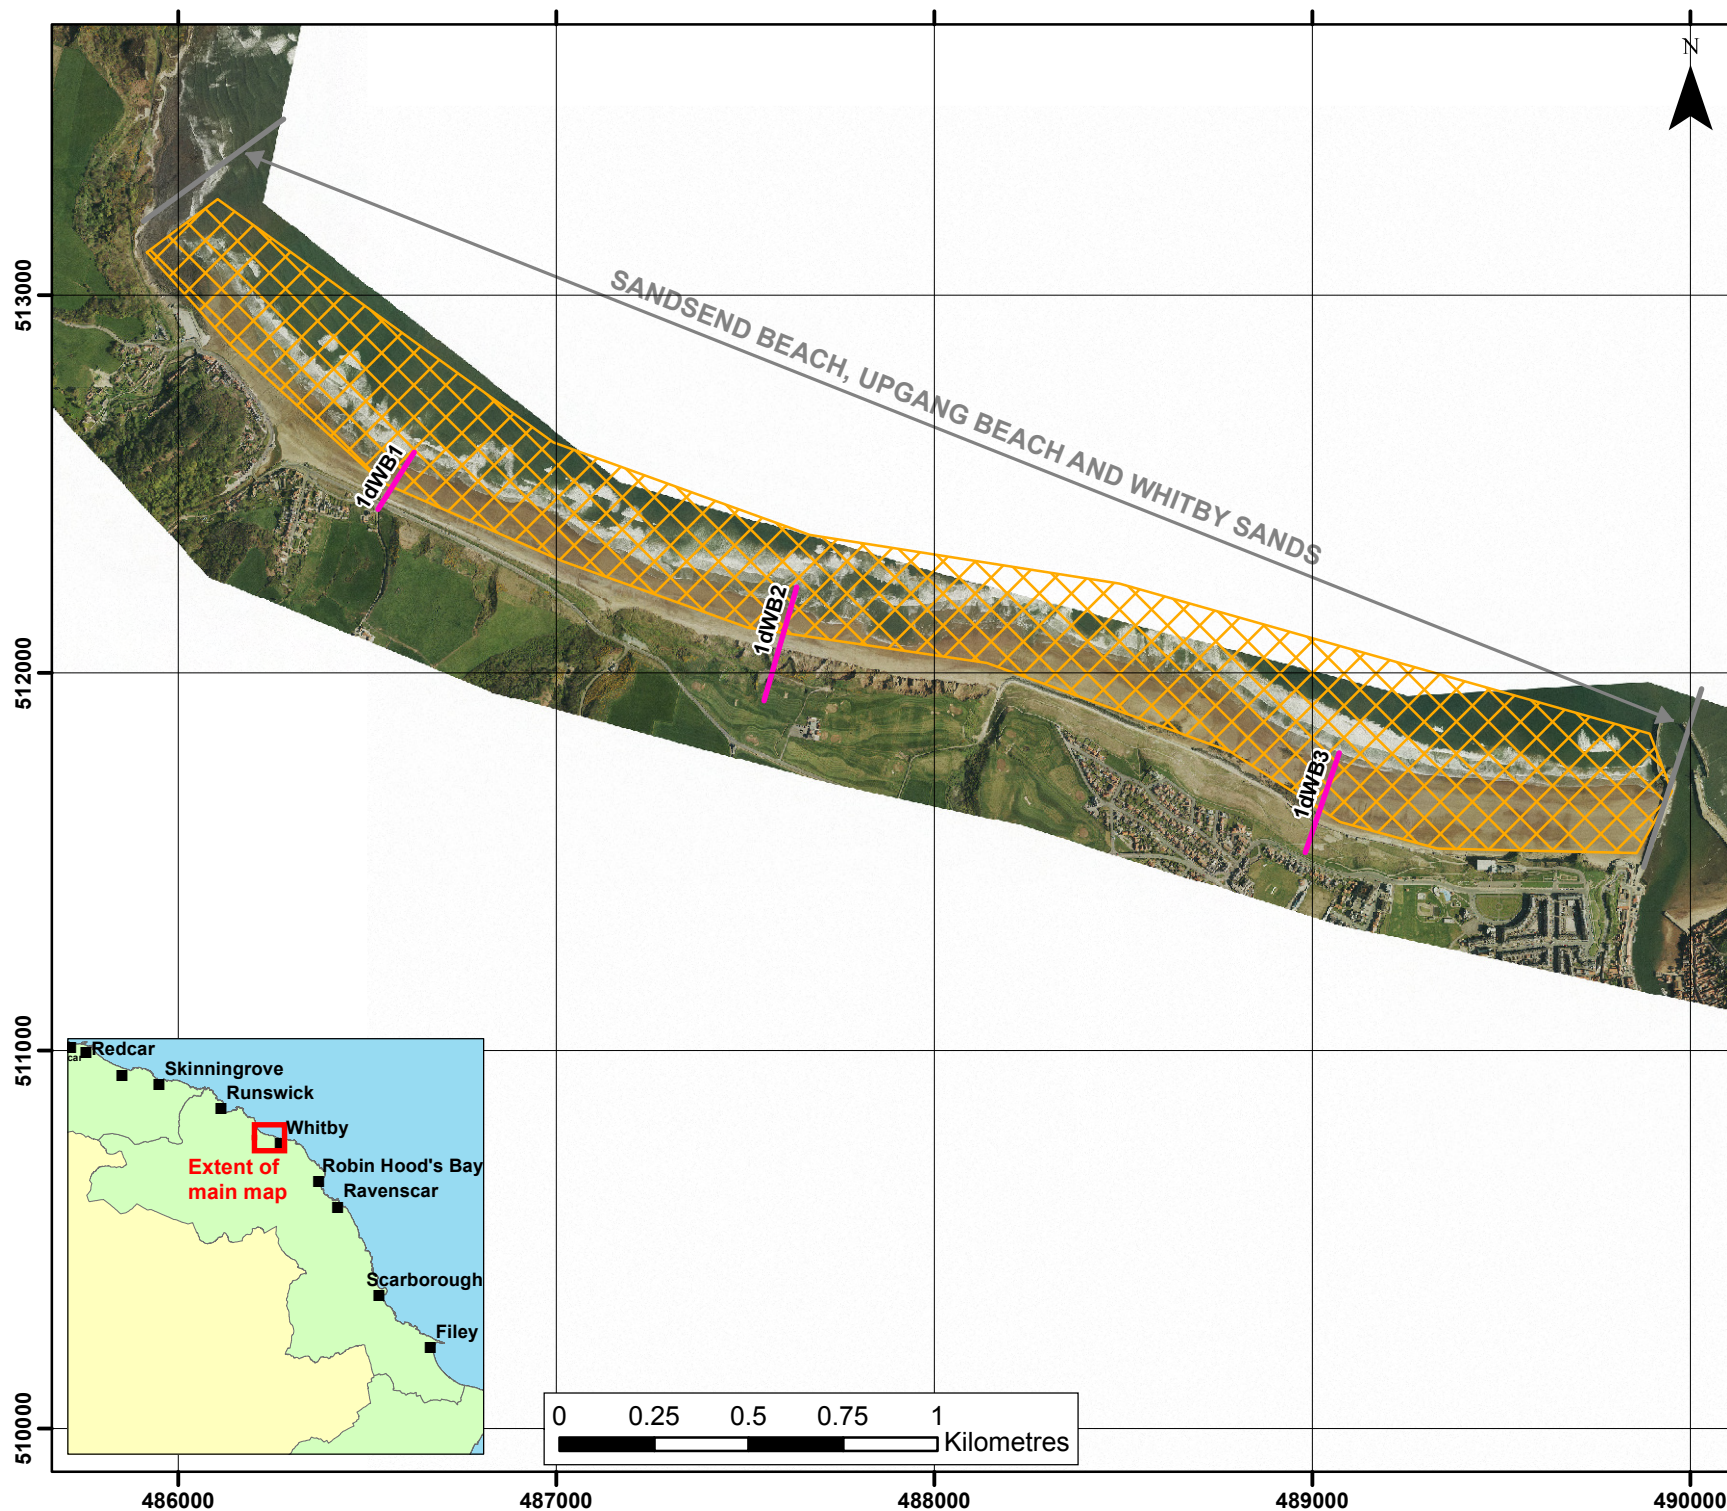 N
513000
512000
511000
510000
SANDSEND BEACH, UPGANG BEACH AND WHITBY SANDS
1dWB1
1dWB2
1dWB3
car
Redcar
Skinningrove
Runswick
Whitby
Extent of
main map
Robin Hood's Bay
Ravenscar
Scarborough
Filey
0 0.25 0.5 0.75 1
Kilometres
486000 487000 488000 489000 490000